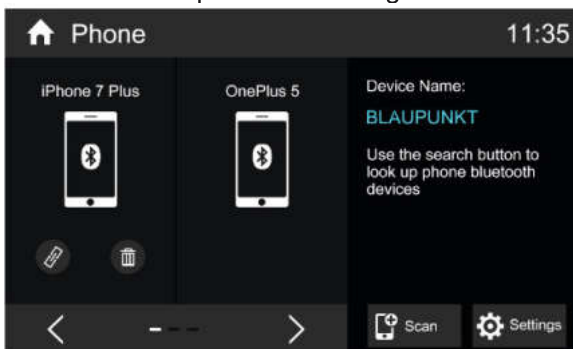 Phone
11:35
iPhone 7 Plus
OnePlus 5
Device Name:
BLAUPUNKT
Use the search button to
look up phone bluetooth
devices
Scan
Settings